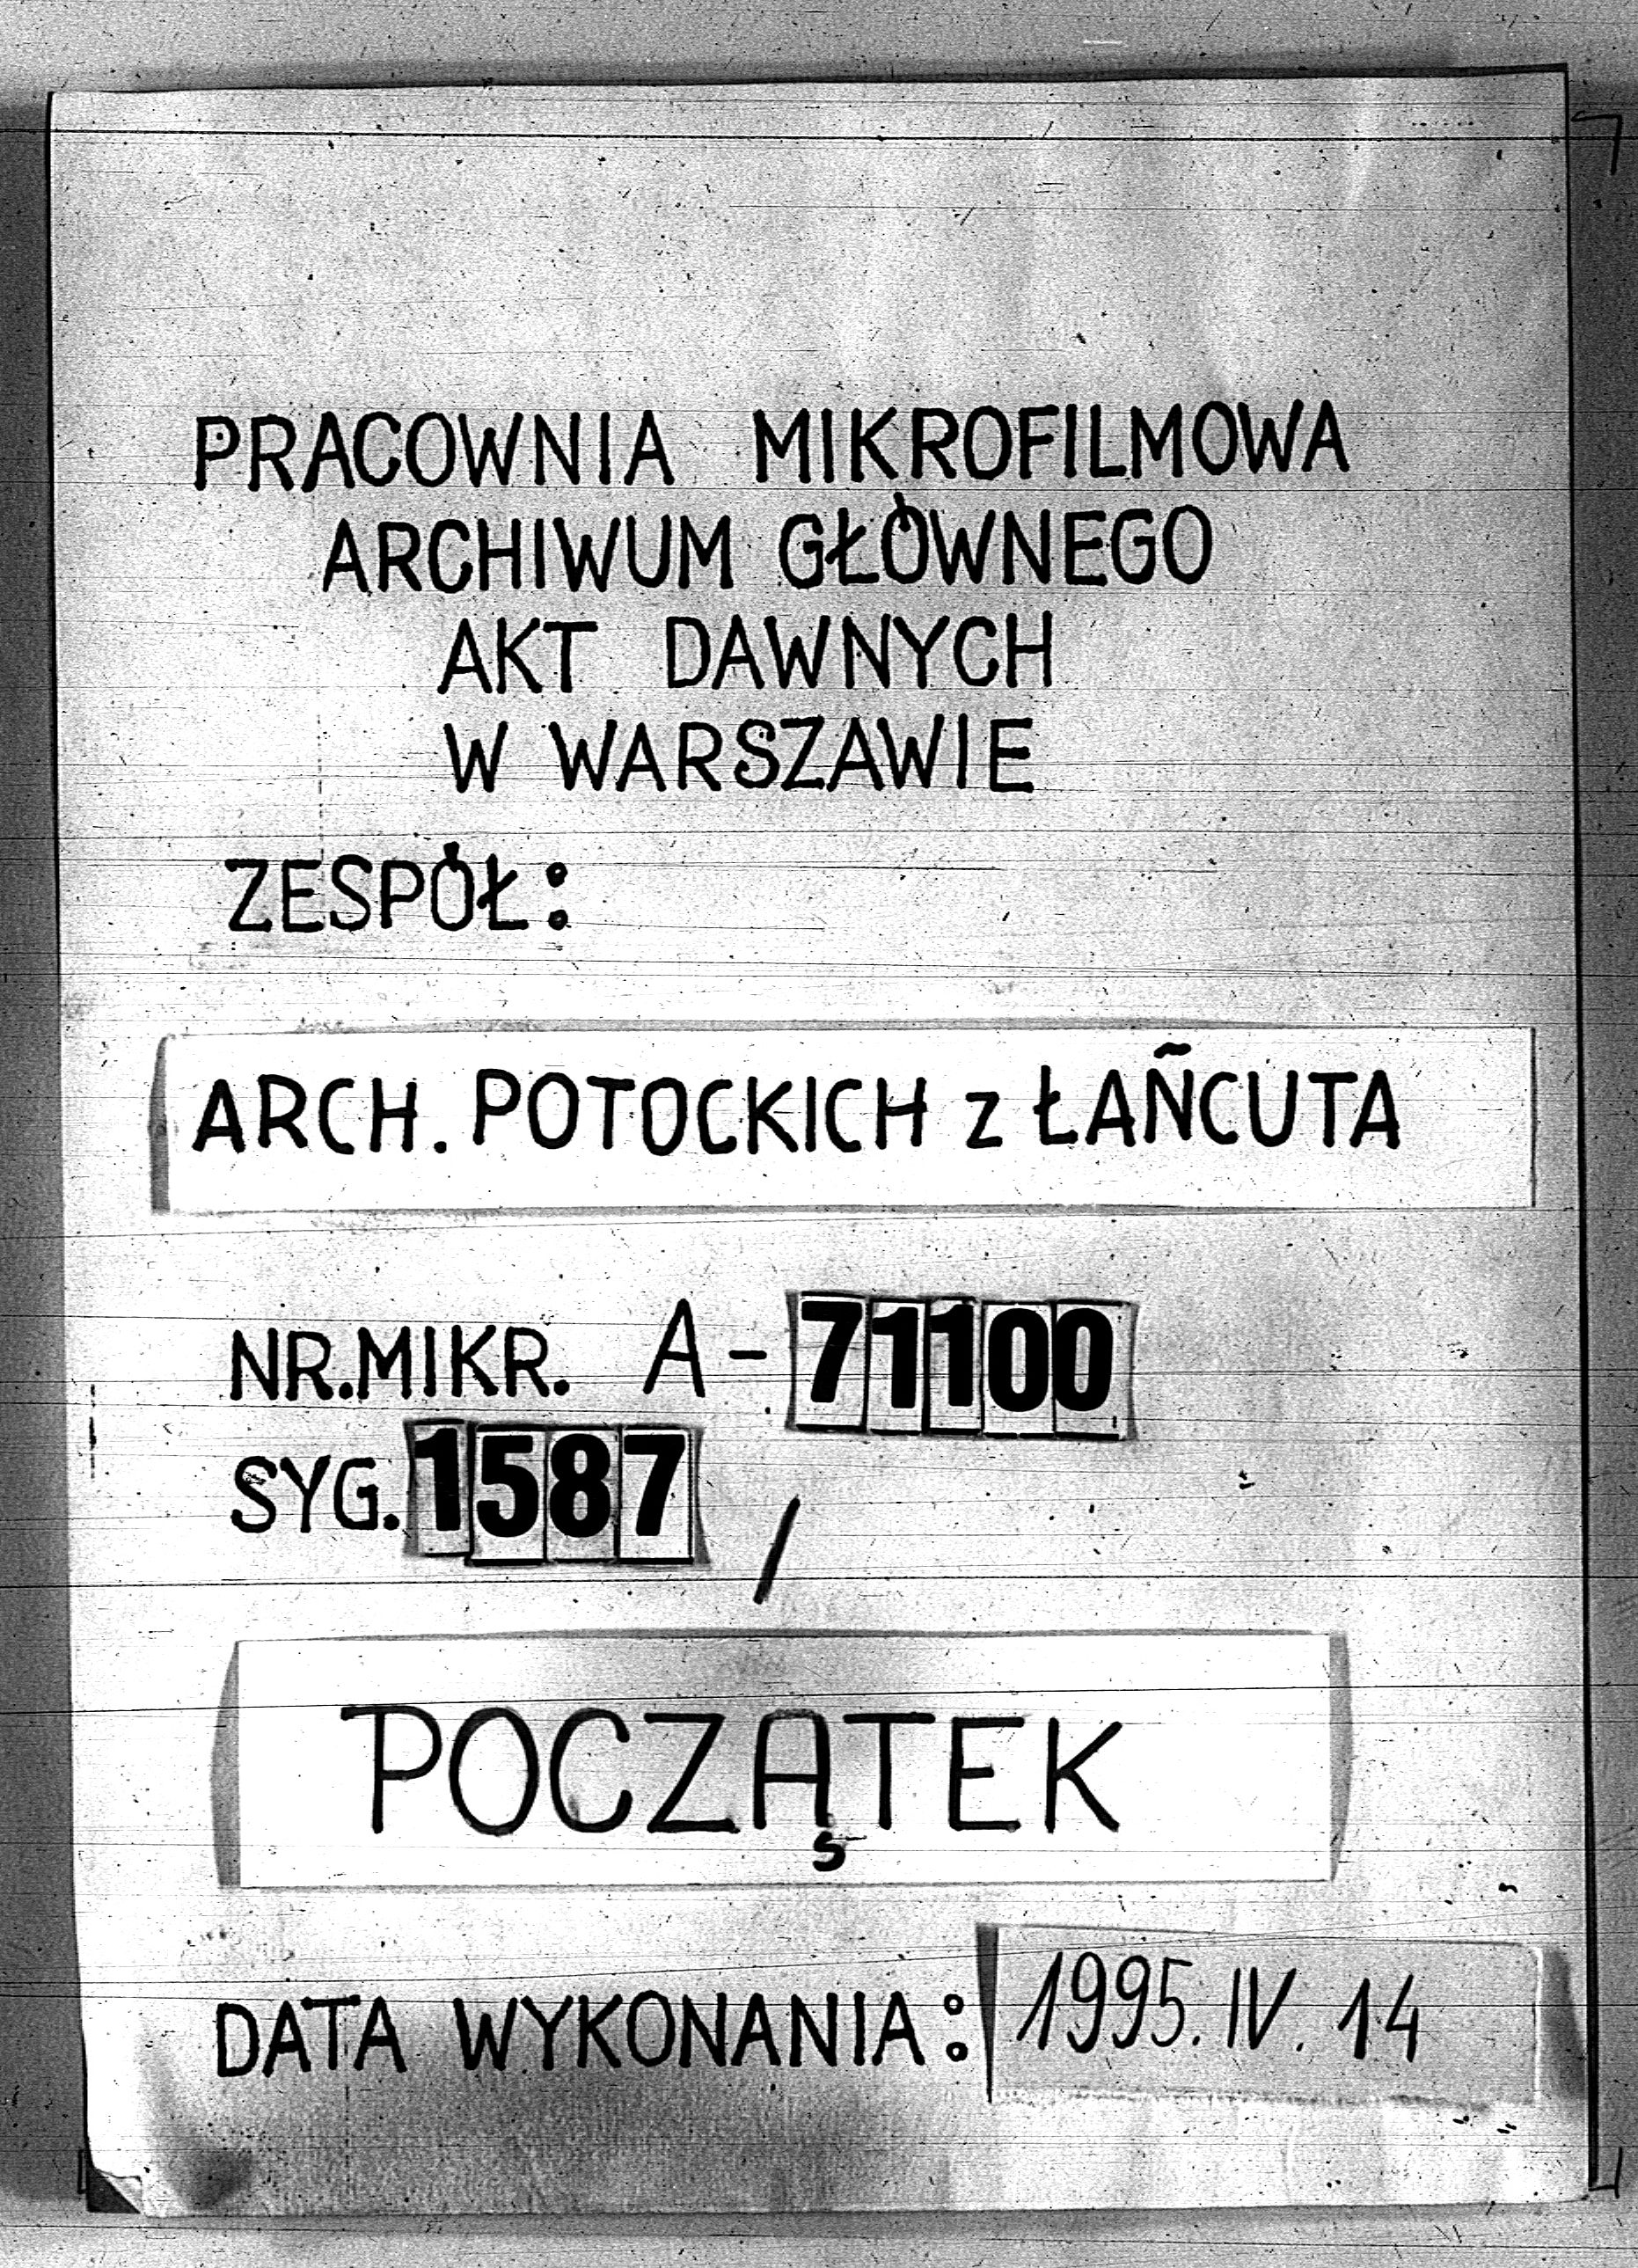 PRACOWNIA MIKROFILMOWA
ARCHIWUM GŁÓWNEGO
AKT DAWNYCH
W WARSZAWIE
ZESPÓŁ:
ARCH. POTOCKICH z ŁAŃCUTA
NR.MIKR. A-71100
SYG. 1587 /
POCZĄTEK
DATA WYKONANIA: 1995. IV. 14